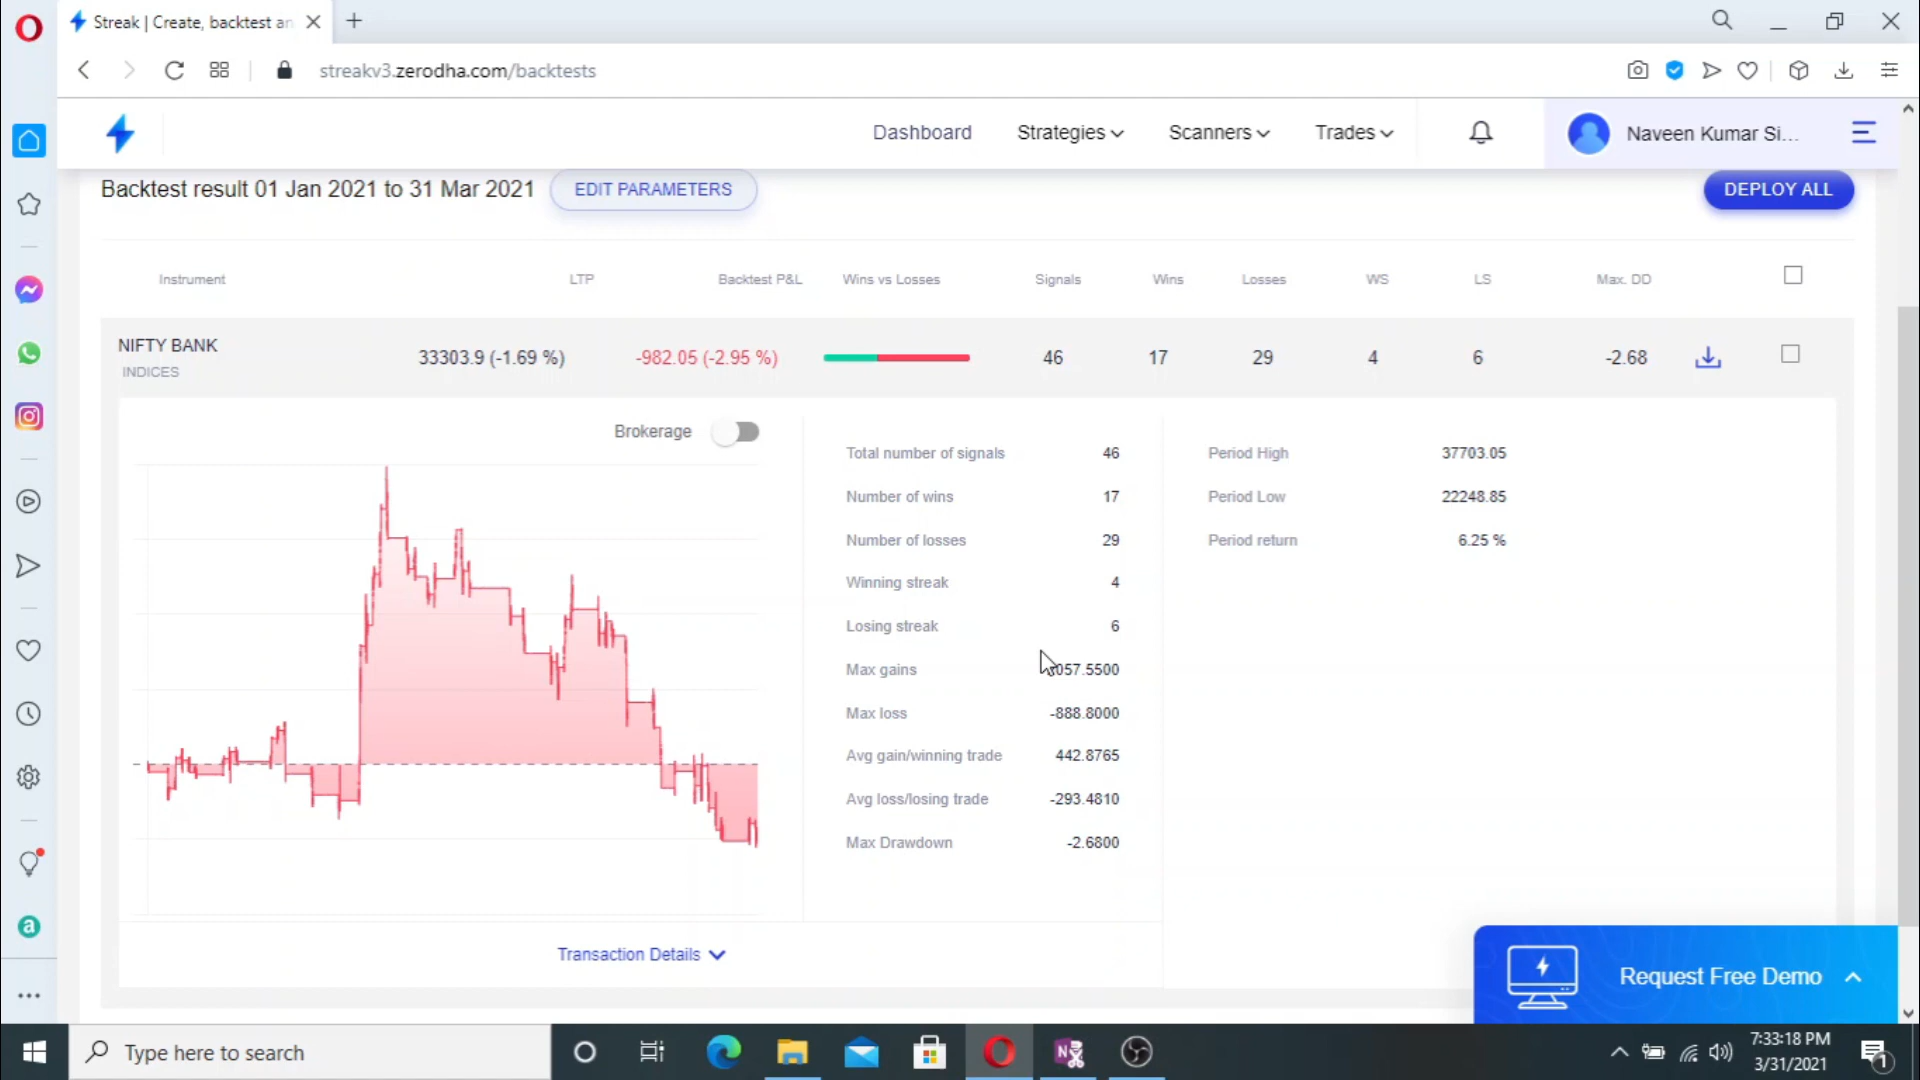 Streak | Create, backtest an
streakv3.zerodha.com/backtests
Dashboard Strategies Scanners Trades Naveen Kumar Si...
Backtest result 01 Jan 2021 to 31 Mar 2021 EDIT PARAMETERS DEPLOY ALL
Instrument LTP Backtest P&L Wins vs Losses Signals Wins Losses WS LS Max. DD
NIFTY BANK
INDICES
33303.9 (-1.69 %) -982.05 (-2.95 %) 46 17 29 4 6 -2.68
Brokerage
Total number of signals 46
Number of wins 17
Number of losses 29
Winning streak 4
Losing streak 6
Max gains 057.5500
Max loss -888.8000
Avg gain/winning trade 442.8765
Avg loss/losing trade -293.4810
Max Drawdown -2.6800
Period High 37703.05
Period Low 22248.85
Period return 6.25 %
Transaction Details
Request Free Demo
Type here to search
7:33:18 PM
3/31/2021
1